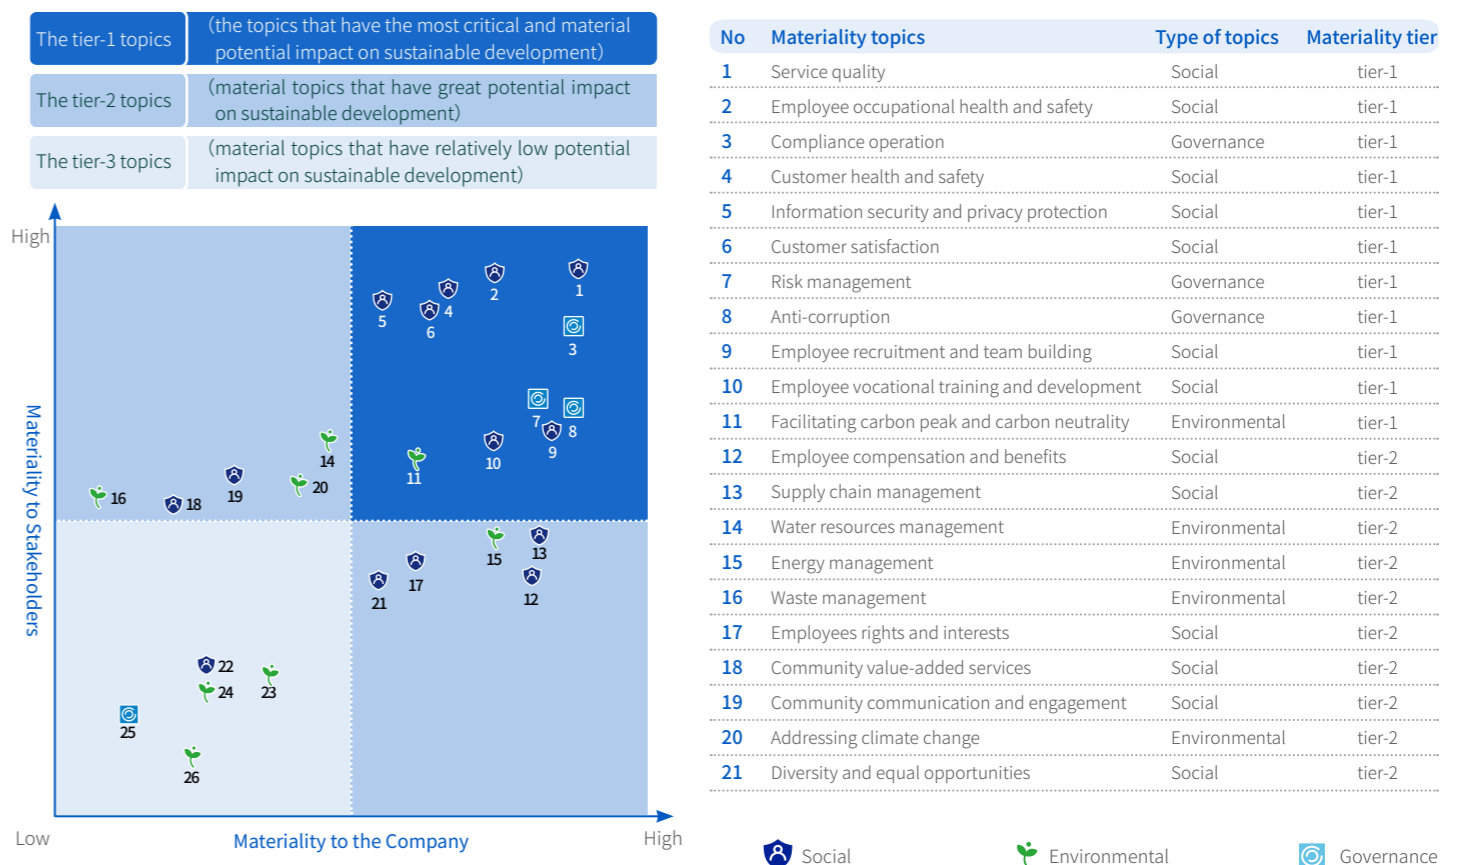 The tier-1 topics
(the topics that have the most critical and material
potential impact on sustainable development)
The tier-2 topics
(material topics that have great potential impact
on sustainable development)
The tier-3 topics
(material topics that have relatively low potential
impact on sustainable development)
High
Materiality to Stakeholders
1
2
4
5
6
3
7
8
9
10
11
14
20
19
16
18
13
15
17
12
21
22
24
23
25
26
Low
Materiality to the Company
High
No Materiality topics Type of topics Materiality tier
1 Service quality Social tier-1
2 Employee occupational health and safety Social tier-1
3 Compliance operation Governance tier-1
4 Customer health and safety Social tier-1
5 Information security and privacy protection Social tier-1
6 Customer satisfaction Social tier-1
7 Risk management Governance tier-1
8 Anti-corruption Governance tier-1
9 Employee recruitment and team building Social tier-1
10 Employee vocational training and development Social tier-1
11 Facilitating carbon peak and carbon neutrality Environmental tier-1
12 Employee compensation and benefits Social tier-2
13 Supply chain management Social tier-2
14 Water resources management Environmental tier-2
15 Energy management Environmental tier-2
16 Waste management Environmental tier-2
17 Employees rights and interests Social tier-2
18 Community value-added services Social tier-2
19 Community communication and engagement Social tier-2
20 Addressing climate change Environmental tier-2
21 Diversity and equal opportunities Social tier-2
Social Environmental Governance